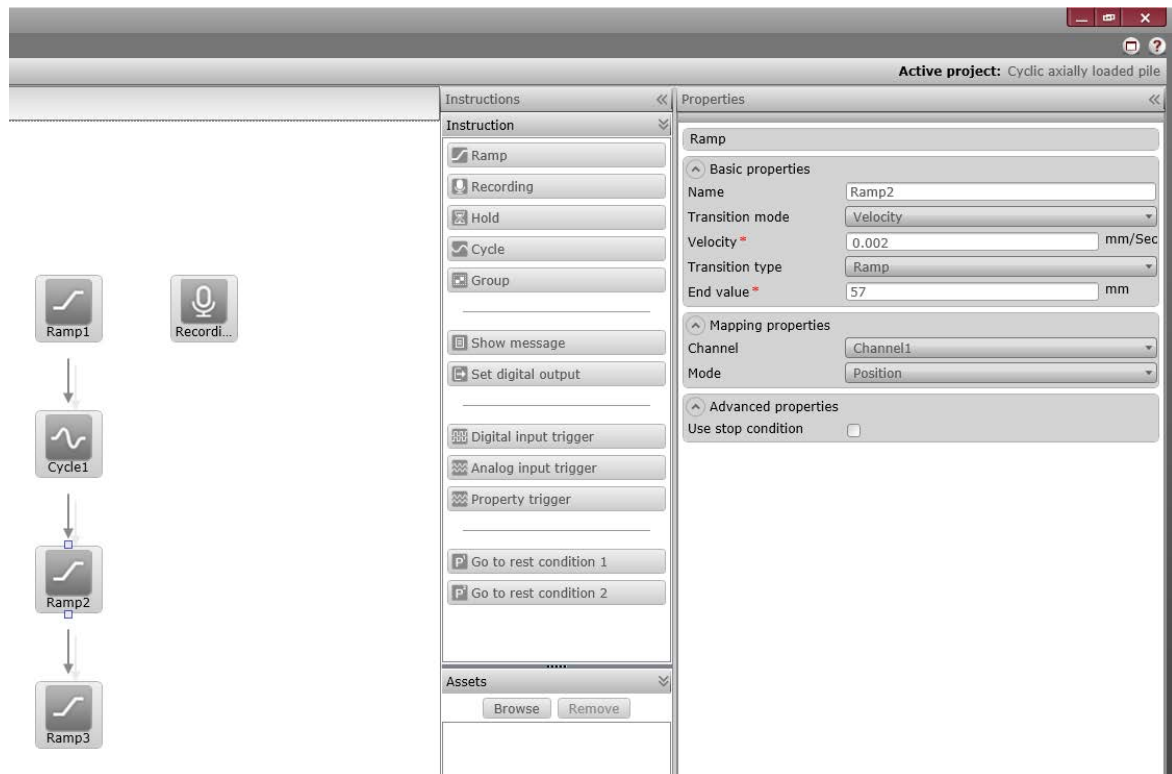 Active project: Cyclic axially loaded pile
Ramp1
Recordi...
Cycle1
Ramp2
Ramp3
Instructions
Instruction
Ramp
Recording
Hold
Cycle
Group
Show message
Set digital output
Digital input trigger
Analog input trigger
Property trigger
Go to rest condition 1
Go to rest condition 2
Assets
Browse Remove
Properties
Ramp
Basic properties
Name Ramp2
Transition mode Velocity
Velocity * 0.002 mm/Sec
Transition type Ramp
End value * 57 mm
Mapping properties
Channel Channel1
Mode Position
Advanced properties
Use stop condition